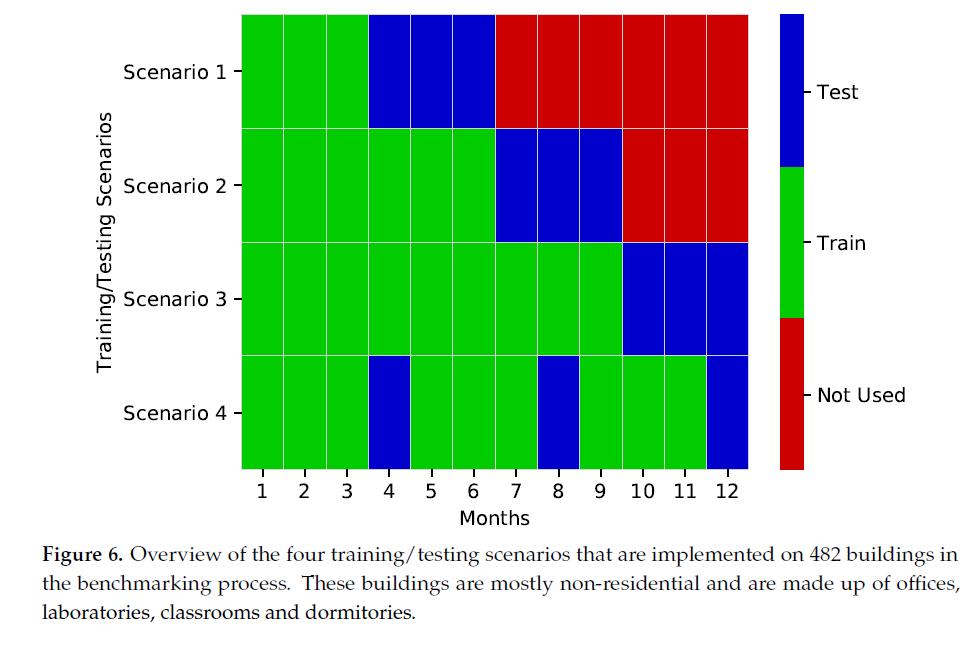 Training/Testing Scenarios
Scenario 1
Scenario 2
Scenario 3
Scenario 4
1 2 3 4 5 6 7 8 9 10 11 12
Months
Test
Train
Not Used
Figure 6. Overview of the four training/testing scenarios that are implemented on 482 buildings in
the benchmarking process. These buildings are mostly non-residential and are made up of offices,
laboratories, classrooms and dormitories.